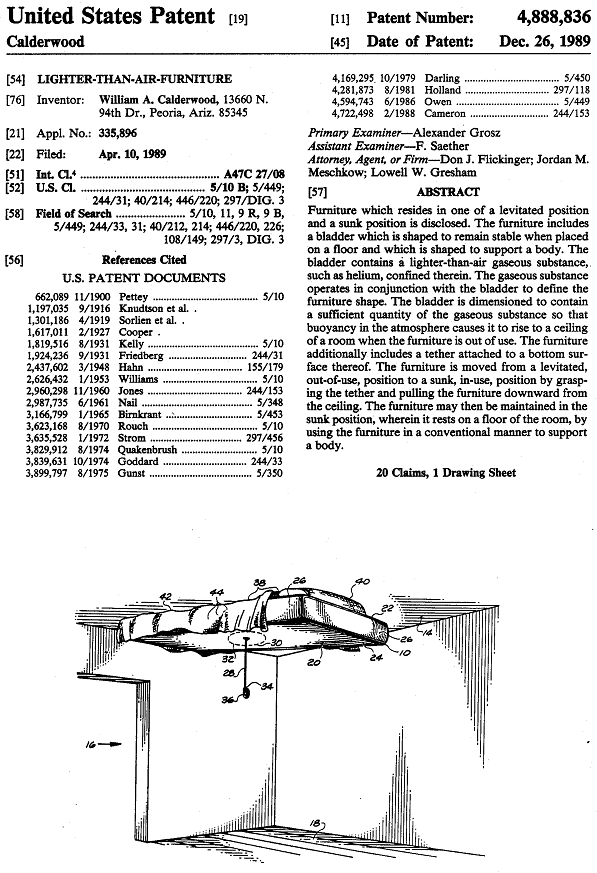 United States Patent [19]
Calderwood
[11] Patent Number: 4,888,836
[45] Date of Patent: Dec. 26, 1989
[54] LIGHTER-THAN-AIR-FURNITURE
[76] Inventor: William A. Calderwood, 13660 N.
94th Dr., Peoria, Ariz. 85345
[21] Appl. No.: 335,896
[22] Filed: Apr. 10, 1989
[51] Int. Cl.⁴ ............................................. A47C 27/08
[52] U.S. Cl. ........................................ 5/10 B; 5/449;
244/31; 40/214; 446/220; 297/DIG. 3
[58] Field of Search .................... 5/10, 11, 9 R, 9 B,
5/449; 244/33, 31; 40/212, 214; 446/220, 226;
108/149; 297/3, DIG. 3
[56] References Cited
U.S. PATENT DOCUMENTS
662,089 11/1900 Pettey ..................................... 5/10
1,197,035 9/1916 Knudtson et al. .
1,301,186 4/1919 Sorlien et al. .
1,617,011 2/1927 Cooper .
1,819,516 8/1931 Kelly ....................................... 5/10
1,924,236 9/1931 Friedberg ............................ 244/31
2,437,602 3/1948 Hahn .................................. 155/179
2,626,432 1/1953 Williams ................................. 5/10
2,960,298 11/1960 Jones ................................. 244/153
2,987,735 6/1961 Nail ....................................... 5/348
3,166,799 1/1965 Birnkrant ............................. 5/453
3,623,168 8/1970 Rouch ..................................... 5/10
3,635,528 1/1972 Strom ................................ 297/456
3,829,912 8/1974 Quakenbrush ......................... 5/10
3,839,631 10/1974 Goddard ............................. 244/33
3,899,797 8/1975 Gunst ................................... 5/350
4,169,295 10/1979 Darling ................................. 5/450
4,281,873 8/1981 Holland ............................... 297/118
4,594,743 6/1986 Owen .................................... 5/449
4,722,498 2/1988 Cameron ............................ 244/153
Primary Examiner—Alexander Grosz
Assistant Examiner—F. Saether
Attorney, Agent, or Firm—Don J. Flickinger; Jordan M.
Meschkow; Lowell W. Gresham
[57] ABSTRACT
Furniture which resides in one of a levitated position
and a sunk position is disclosed. The furniture includes
a bladder which is shaped to remain stable when placed
on a floor and which is shaped to support a body. The
bladder contains a lighter-than-air gaseous substance,
such as helium, confined therein. The gaseous substance
operates in conjunction with the bladder to define the
furniture shape. The bladder is dimensioned to contain
a sufficient quantity of the gaseous substance so that
buoyancy in the atmosphere causes it to rise to a ceiling
of a room when the furniture is out of use. The furniture
additionally includes a tether attached to a bottom sur-
face thereof. The furniture is moved from a levitated,
out-of-use, position to a sunk, in-use, position by grasp-
ing the tether and pulling the furniture downward from
the ceiling. The furniture may then be maintained in the
sunk position, wherein it rests on a floor of the room, by
using the furniture in a conventional manner to support
a body.
20 Claims, 1 Drawing Sheet
38 26 40
42 44
22
14
26
10
30
32
20 24
28
34
36
16
18